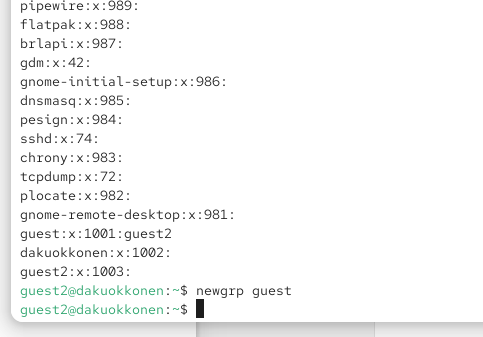 pipewire:x:989:
flatpak:x:988:
brlapi:x:987:
gdm:x:42:
gnome-initial-setup:x:986:
dnsmasq:x:985:
pesign:x:984:
sshd:x:74:
chrony:x:983:
tcpdump:x:72:
plocate:x:982:
gnome-remote-desktop:x:981:
guest:x:1001:guest2
dakuokkonen:x:1002:
guest2:x:1003:
guest2@dakuokkonen:~$ newgrp guest
guest2@dakuokkonen:~$